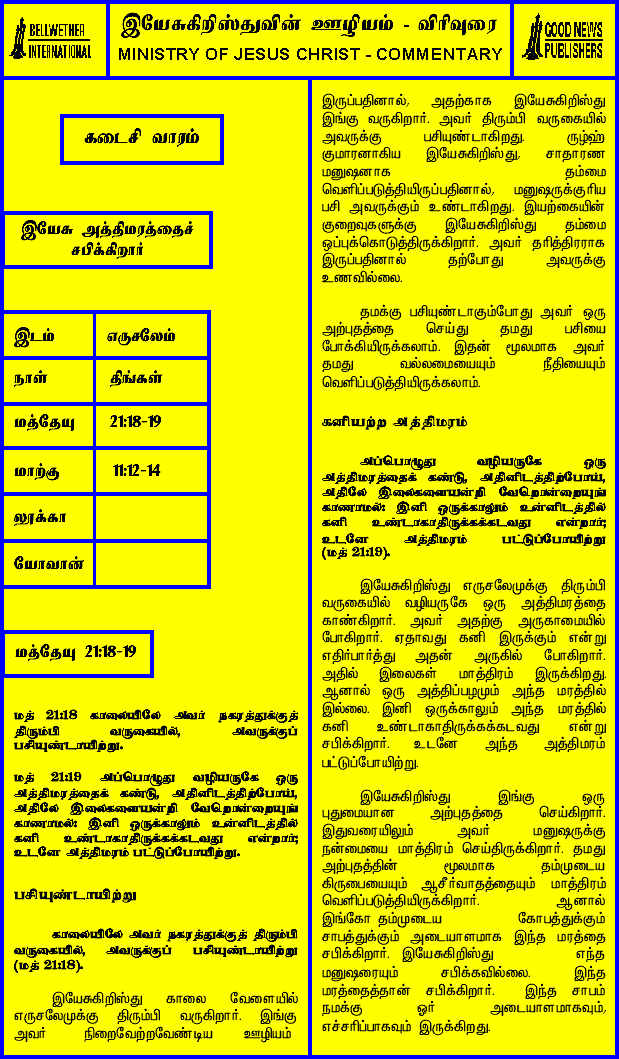 BELLWETHER
INTERNATIONAL
இயேசுகிறிஸ்துவின் ஊழியம் - விரிவுரை
MINISTRY OF JESUS CHRIST - COMMENTARY
GOOD NEWS
PUBLISHERS
கடைசி வாரம்
இயேசு அத்திமரத்தைச்
சபிக்கிறார்
இடம் எருசலேம்
நாள் திங்கள்
மத்தேயு 21:18-19
மாற்கு 11:12-14
லூக்கா
யோவான்
மத்தேயு 21:18-19
மத் 21:18 காலையிலே அவர் நகரத்துக்குத்
திரும்பி வருகையில், அவருக்குப்
பசியுண்டாயிற்று.
மத் 21:19 அப்பொழுது வழியருகே ஒரு
அத்திமரத்தைக் கண்டு, அதினிடத்திற்போய்,
அதிலே இலைகளையன்றி வேறொன்றையுங்
காணாமல்: இனி ஒருக்காலும் உன்னிடத்தில்
கனி உண்டாகாதிருக்கக்கடவது என்றார்;
உடனே அத்திமரம் பட்டுப்போயிற்று.
பசியுண்டாயிற்று
காலையிலே அவர் நகரத்துக்குத் திரும்பி
வருகையில், அவருக்குப் பசியுண்டாயிற்று
(மத் 21:18).
இயேசுகிறிஸ்து காலை வேளையில்
எருசலேமுக்கு திரும்பி வருகிறார். இங்கு
அவர் நிறைவேற்றவேண்டிய ஊழியம்
இருப்பதினால், அதற்காக இயேசுகிறிஸ்து
இங்கு வருகிறார். அவர் திரும்பி வருகையில்
அவருக்கு பசியுண்டாகிறது. ருழ்ஹ்
குமாரனாகிய இயேசுகிறிஸ்து, சாதாரண
மனுஷனாக தம்மை
வெளிப்படுத்தியிருப்பதினால், மனுஷருக்குரிய
பசி அவருக்கும் உண்டாகிறது. இயற்கையின்
குறைவுகளுக்கு இயேசுகிறிஸ்து தம்மை
ஒப்புக்கொடுத்திருக்கிறார். அவர் தரித்திரராக
இருப்பதினால் தற்போது அவருக்கு
உணவில்லை.
தமக்கு பசியுண்டாகும்போது அவர் ஒரு
அற்புதத்தை செய்து தமது பசியை
போக்கியிருக்கலாம். இதன் மூலமாக அவர்
தமது வல்லமையையும் நீதியையும்
வெளிப்படுத்தியிருக்கலாம்.
கனியற்ற அத்திமரம்
அப்பொழுது வழியருகே ஒரு
அத்திமரத்தைக் கண்டு, அதினிடத்திற்போய்,
அதிலே இலைகளையன்றி வேறொன்றையுங்
காணாமல்: இனி ஒருக்காலும் உன்னிடத்தில்
கனி உண்டாகாதிருக்கக்கடவது என்றார்;
உடனே அத்திமரம் பட்டுப்போயிற்று
(மத் 21:19).
இயேசுகிறிஸ்து எருசலேமுக்கு திரும்பி
வருகையில் வழியருகே ஒரு அத்திமரத்தை
காண்கிறார். அவர் அதற்கு அருகாமையில்
போகிறார். ஏதாவது கனி இருக்கும் என்று
எதிர்பார்த்து அதன் அருகில் போகிறார்.
அதில் இலைகள் மாத்திரம் இருக்கிறது.
ஆனால் ஒரு அத்திப்பழமும் அந்த மரத்தில்
இல்லை. இனி ஒருக்காலும் அந்த மரத்தில்
கனி உண்டாகாதிருக்கக்கடவது என்று
சபிக்கிறார். உடனே அந்த அத்திமரம்
பட்டுப்போயிற்று.
இயேசுகிறிஸ்து இங்கு ஒரு
புதுமையான அற்புதத்தை செய்கிறார்.
இதுவரையிலும் அவர் மனுஷருக்கு
நன்மையை மாத்திரம் செய்திருக்கிறார். தமது
அற்புதத்தின் மூலமாக தம்முடைய
கிருபையையும் ஆசீர்வாதத்தையும் மாத்திரம்
வெளிப்படுத்தியிருக்கிறார். ஆனால்
இங்கோ தம்முடைய கோபத்துக்கும்
சாபத்துக்கும் அடையாளமாக இந்த மரத்தை
சபிக்கிறார். இயேசுகிறிஸ்து எந்த
மனுஷரையும் சபிக்கவில்லை. இந்த
மரத்தைத்தான் சபிக்கிறார். இந்த சாபம்
நமக்கு ஓர் அடையாளமாகவும்,
எச்சரிப்பாகவும் இருக்கிறது.